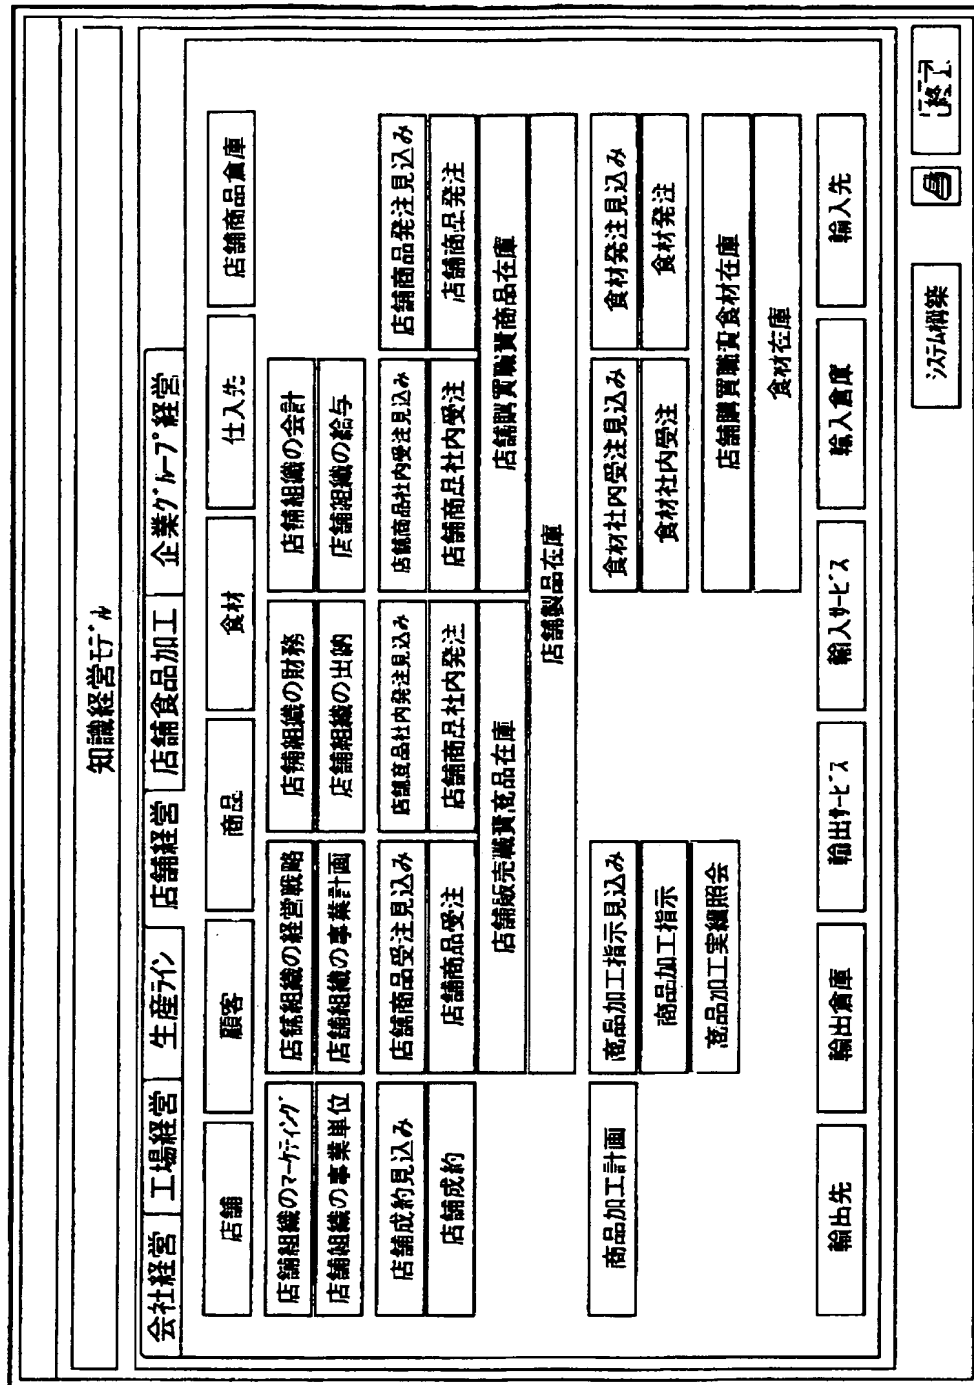 知識経営モデル
会社経営 工場経営 生産ライン 店舗経営 店舗食品加工 企業グループ経営
店舗 顧客 商品 食材 仕入先 店舗商品倉庫
店舗組織のマーケティング 店舗組織の経営戦略 店舗組織の財務 店舗組織の会計
店舗組織の事業単位 店舗組織の事業計画 店舗組織の出納 店舗組織の給与
店舗成約見込み 店舗商品受注見込み 店舗商品社内発注見込み 店舗商品社内受注見込み 店舗商品発注見込み
店舗成約 店舗商品受注 店舗商品社内発注 店舗商品社内受注 店舗商品発注
店舗販売職責商品在庫 店舗購買職責商品在庫
店舗製品在庫
商品加工計画 商品加工指示見込み 食材社内受注見込み 食材発注見込み
商品加工指示 食材社内受注 食材発注
商品加工実績照会 店舗購買職責食材在庫
食材在庫
輸出先 輸出倉庫 輸出サービス 輸入サービス 輸入倉庫 輸入先
システム構築 終了